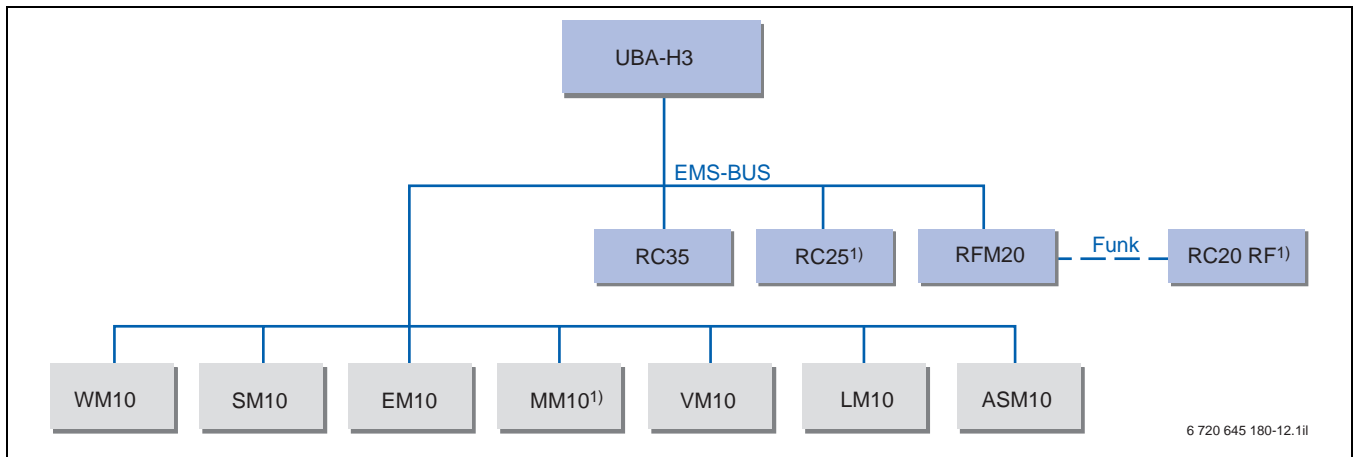 UBA-H3
EMS-BUS
RC35
RC25¹⁾
RFM20
Funk
RC20 RF¹⁾
WM10
SM10
EM10
MM10¹⁾
VM10
LM10
ASM10
6 720 645 180-12.1il